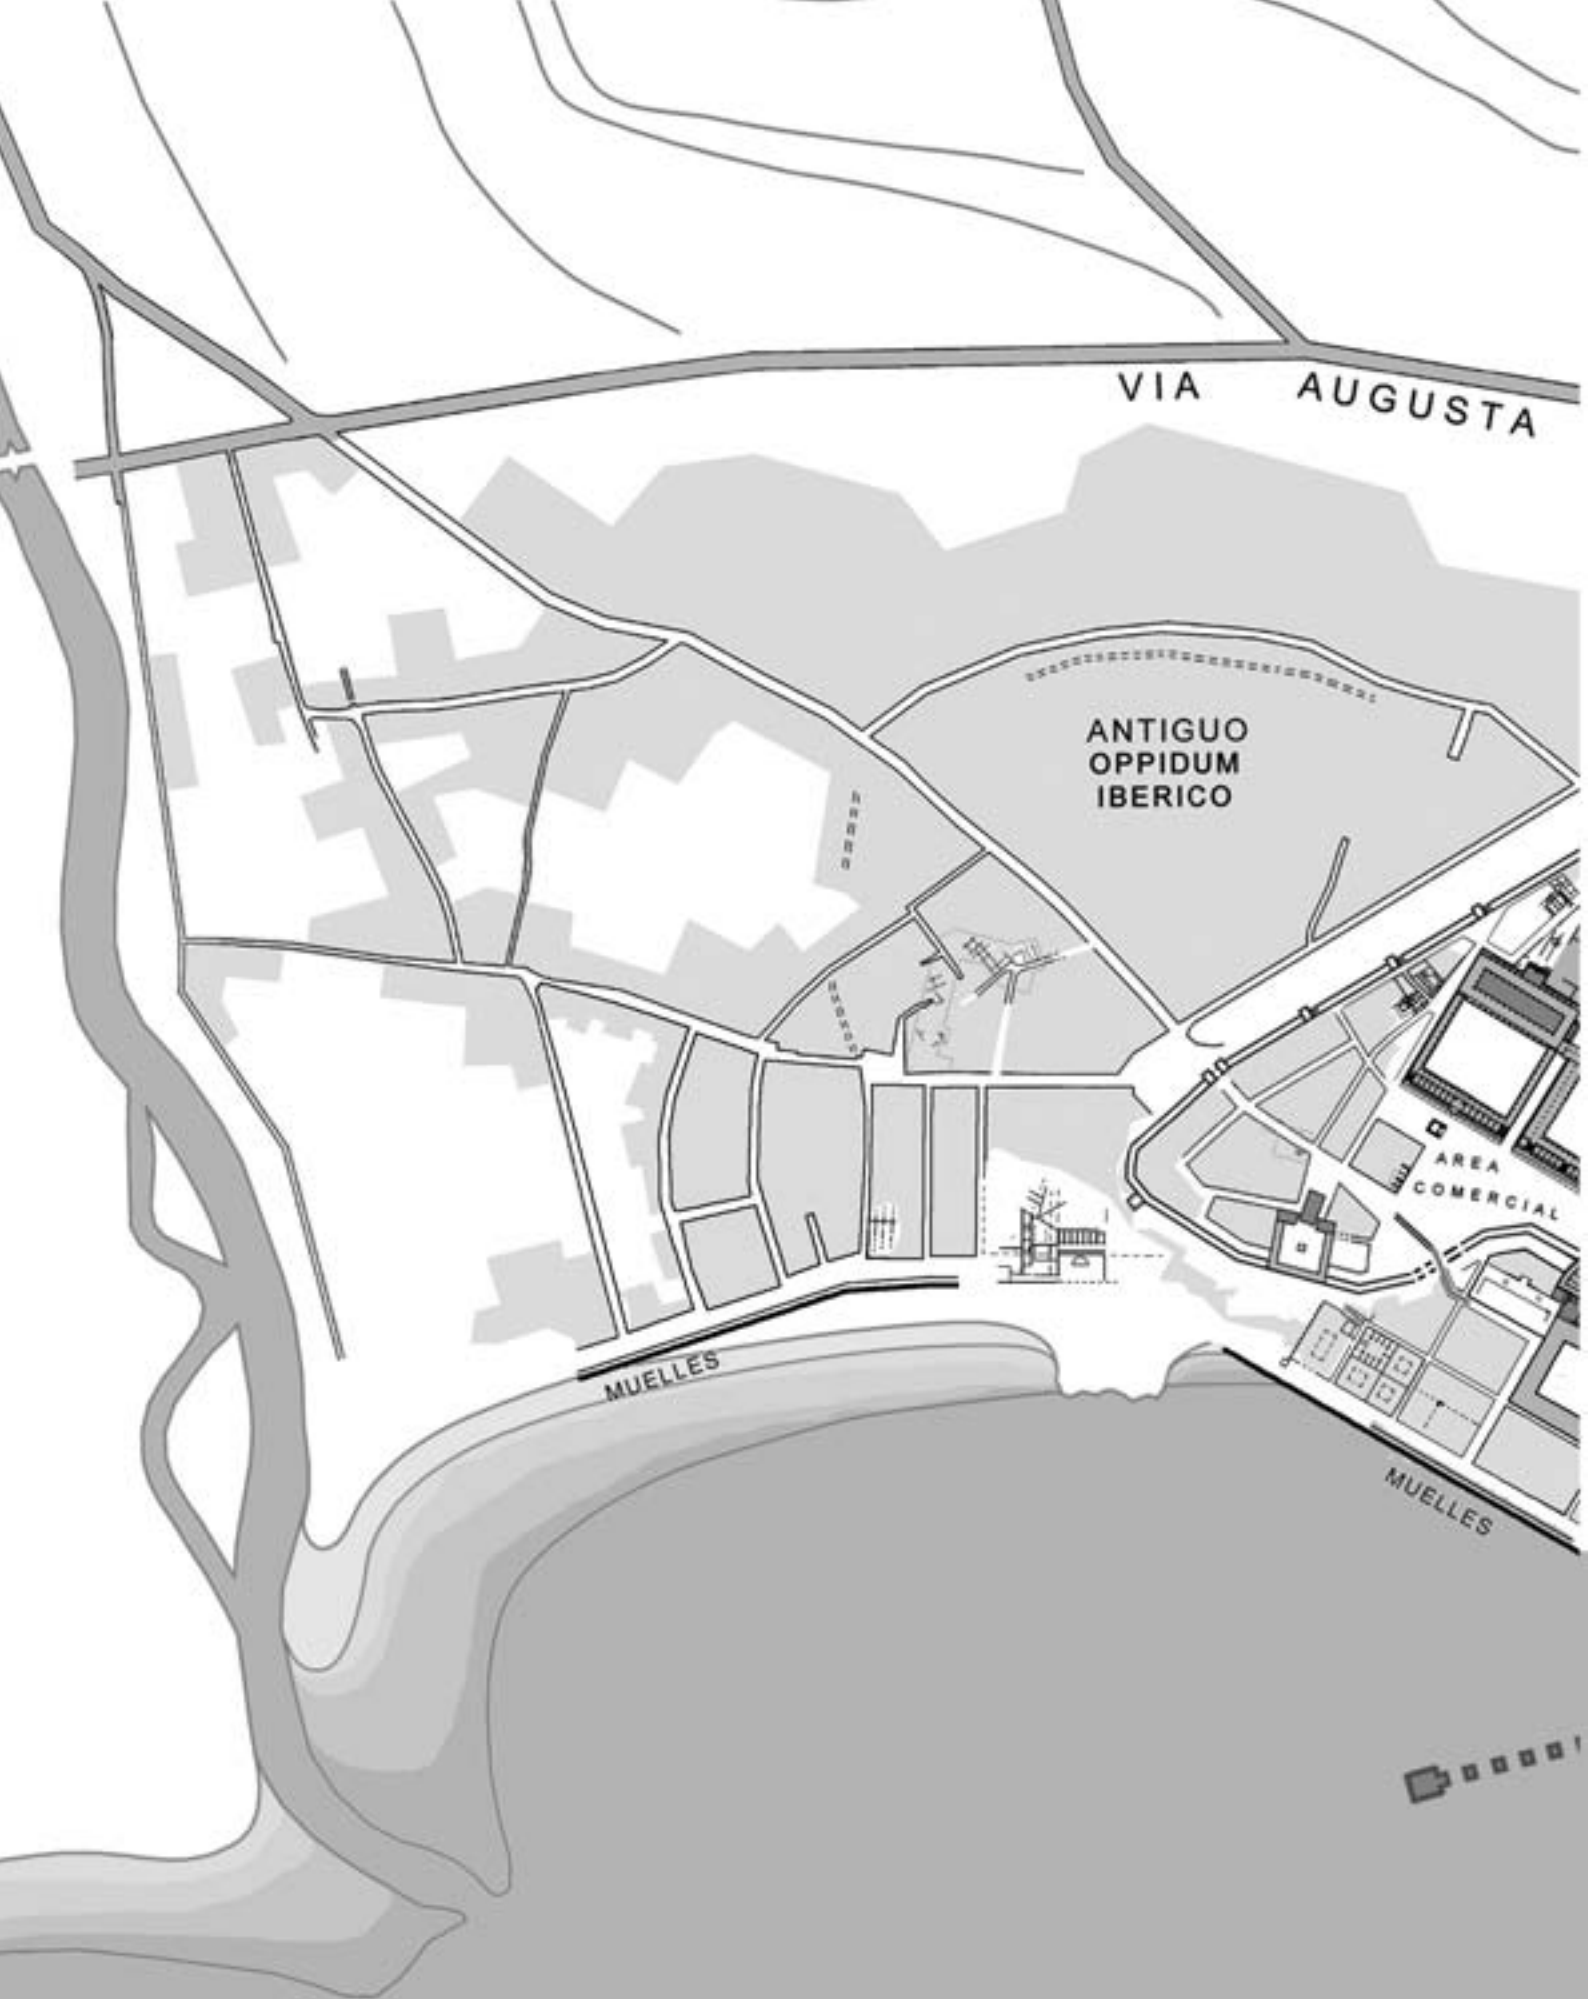 VIA AUGUSTA
ANTIGUO
OPPIDUM
IBERICO
AREA
COMERCIAL
MUELLES
MUELLES